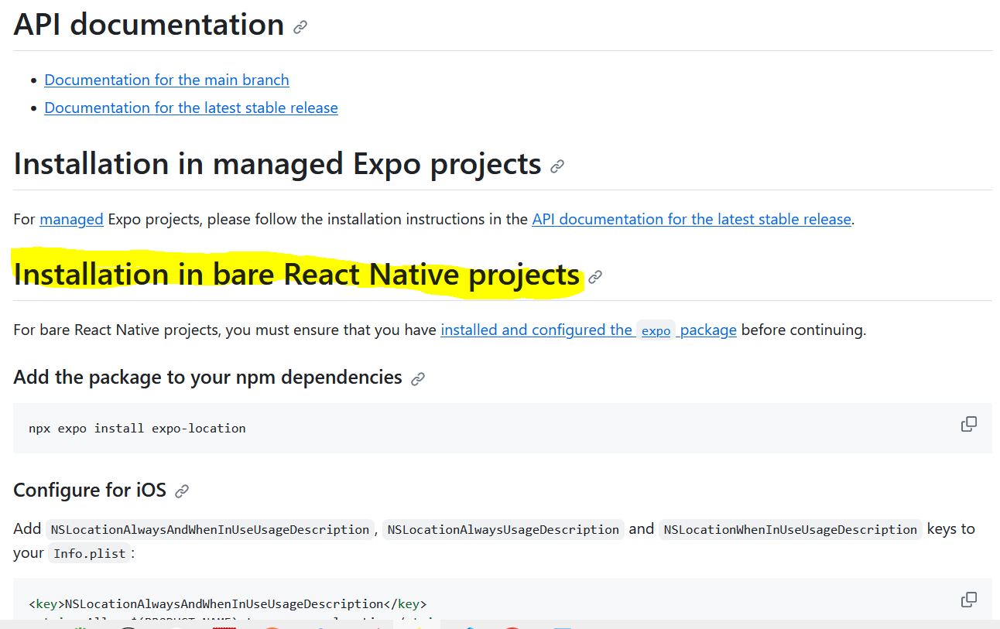 API documentation
Documentation for the main branch
Documentation for the latest stable release
Installation in managed Expo projects
For managed Expo projects, please follow the installation instructions in the API documentation for the latest stable release.
Installation in bare React Native projects
For bare React Native projects, you must ensure that you have installed and configured the expo package before continuing.
Add the package to your npm dependencies
npx expo install expo-location
Configure for iOS
Add NSLocationAlwaysAndWhenInUseUsageDescription, NSLocationAlwaysUsageDescription and NSLocationWhenInUseUsageDescription keys to
your Info.plist:
<key>NSLocationAlwaysAndWhenInUseUsageDescription</key>